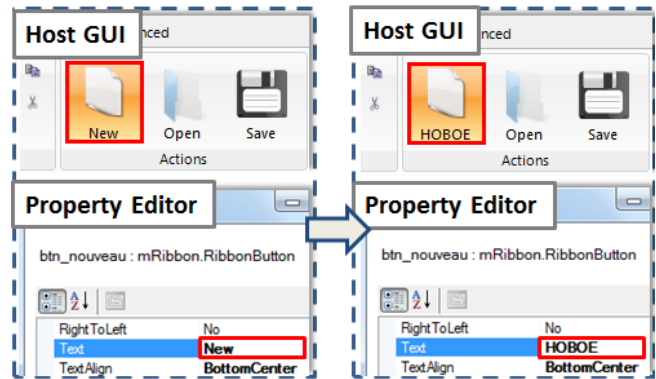 Host GUI
nced
New
Open
Save
Actions
Property Editor
btn_nouveau : mRibbon.RibbonButton
RightToLeft No
Text New
TextAlign BottomCenter
Host GUI
nced
HOBOE
Open
Save
Actions
Property Editor
btn_nouveau : mRibbon.RibbonButton
RightToLeft No
Text HOBOE
TextAlign BottomCenter